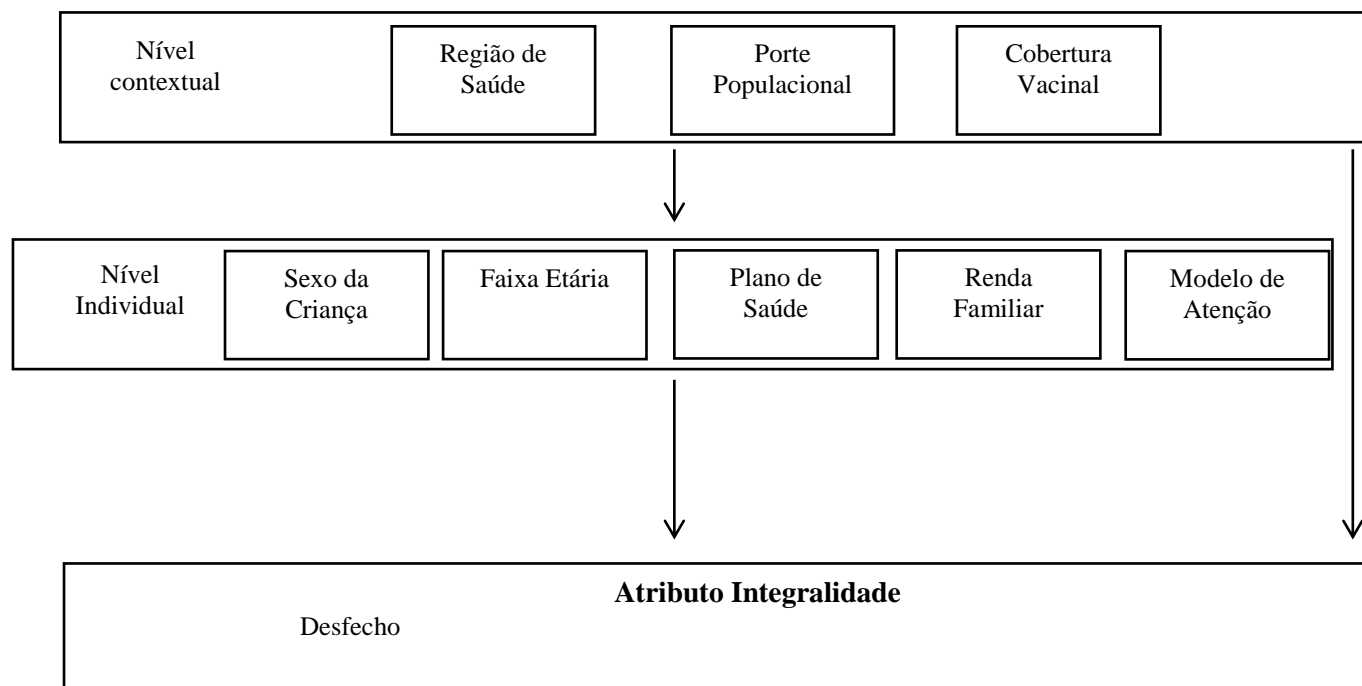 Nível
contextual
Região de
Saúde
Porte
Populacional
Cobertura
Vacinal
Nível
Individual
Sexo da
Criança
Faixa Etária
Plano de
Saúde
Renda
Familiar
Modelo de
Atenção
Atributo Integralidade
Desfecho